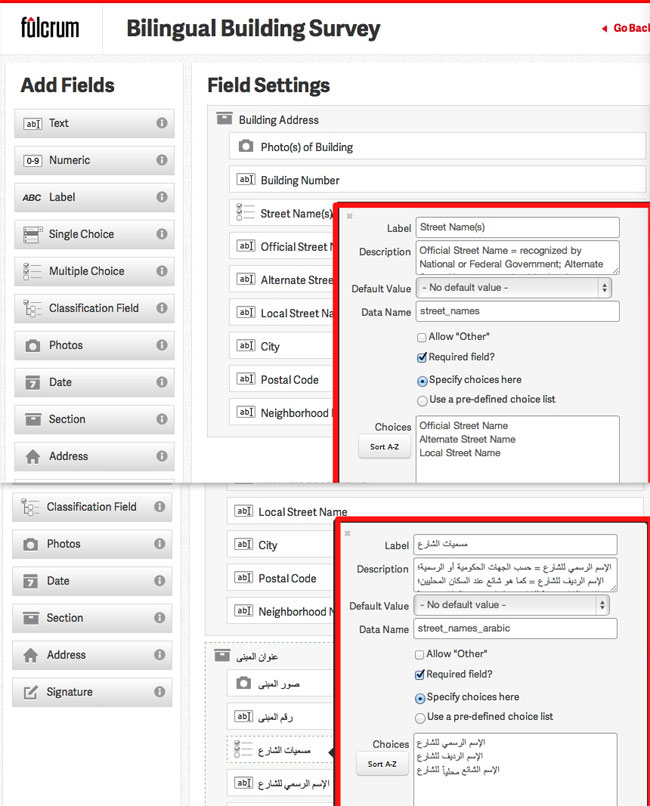 fulcrum
Bilingual Building Survey
Go Back
Add Fields
Text
Numeric
Label
Single Choice
Multiple Choice
Classification Field
Photos
Date
Section
Address
Field Settings
Building Address
Photo(s) of Building
Building Number
Street Name(s)
Official Street N
Alternate Stree
Local Street Na
City
Postal Code
Neighborhood
Label
Street Name(s)
Description
Official Street Name = recognized by
National or Federal Government; Alternate
Default Value
- No default value -
Data Name
street_names
Allow "Other"
Required field?
Specify choices here
Use a pre-defined choice list
Choices
Sort A-Z
Official Street Name
Alternate Street Name
Local Street Name
Classification Field
Photos
Date
Section
Address
Signature
Local Street Name
City
Postal Code
Neighborhood N
عنوان المبنى
صور المبنى
رقم المبنى
مسميات الشارع
الإسم الرسمي للشارع
Label
مسميات الشارع
Description
الإسم الرسمي للشارع = حسب الجهات الحكومية أو الرسمية؛
الإسم الرديف للشارع = كما هو شائع عند السكان المحليين؛
Default Value
- No default value -
Data Name
street_names_arabic
Allow "Other"
Required field?
Specify choices here
Use a pre-defined choice list
Choices
Sort A-Z
الإسم الرسمي للشارع
الإسم الرديف للشارع
الإسم الشائع محلياً للشارع